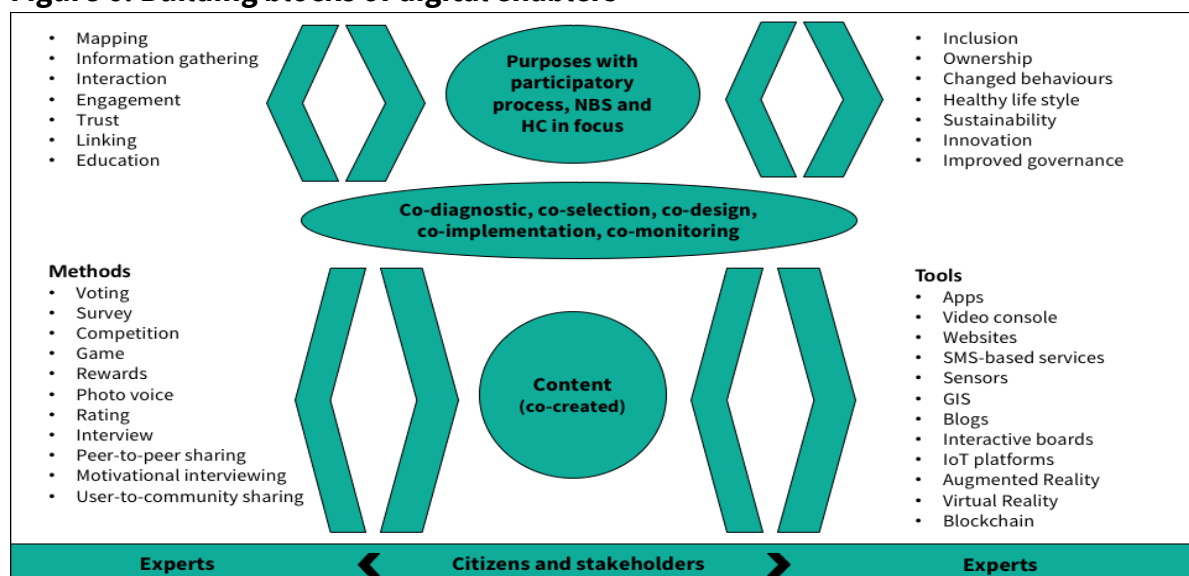 • Mapping
• Information gathering
• Interaction
• Engagement
• Trust
• Linking
• Education
Purposes with
participatory
process, NBS and
HC in focus
• Inclusion
• Ownership
• Changed behaviours
• Healthy life style
• Sustainability
• Innovation
• Improved governance
Co-diagnostic, co-selection, co-design,
co-implementation, co-monitoring
Methods
• Voting
• Survey
• Competition
• Game
• Rewards
• Photo voice
• Rating
• Interview
• Peer-to-peer sharing
• Motivational interviewing
• User-to-community sharing
Content
(co-created)
Tools
• Apps
• Video console
• Websites
• SMS-based services
• Sensors
• GIS
• Blogs
• Interactive boards
• IoT platforms
• Augmented Reality
• Virtual Reality
• Blockchain
Experts
Citizens and stakeholders
Experts